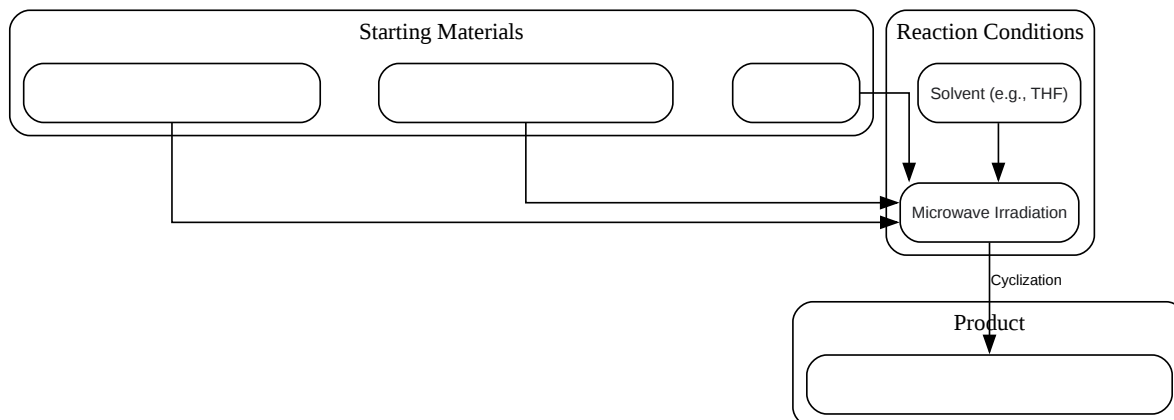 Starting Materials
Reaction Conditions
Solvent (e.g., THF)
Microwave Irradiation
Cyclization
Product